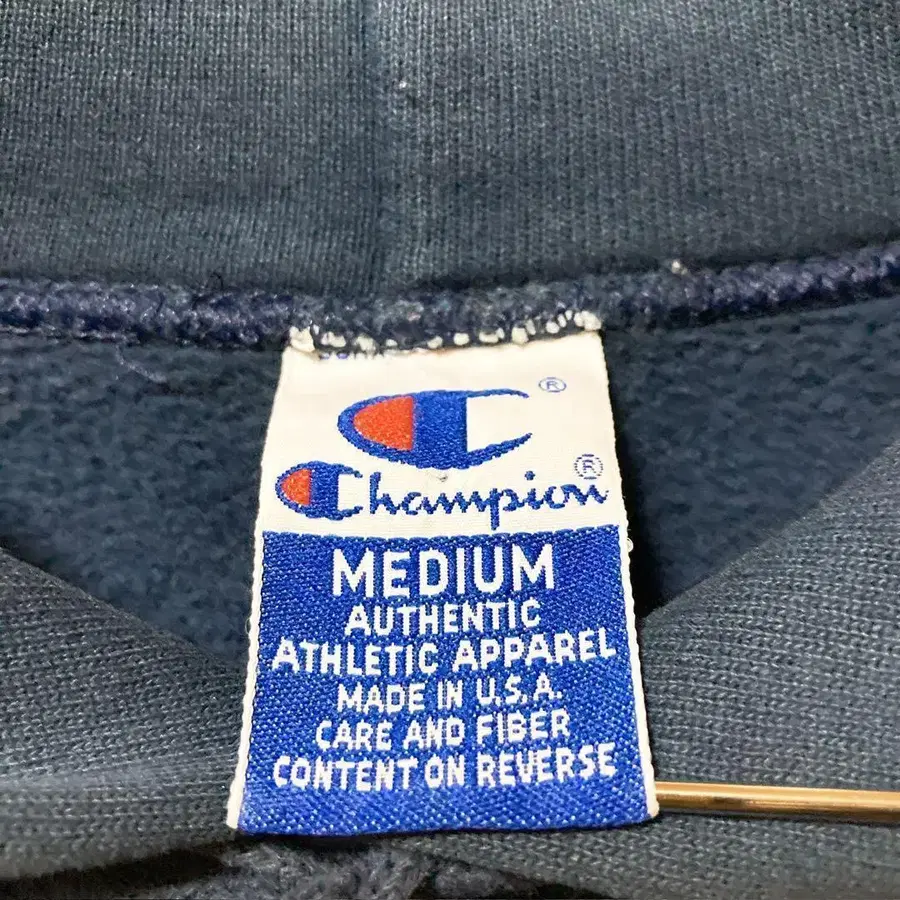 ®
Champion®
MEDIUM
AUTHENTIC
ATHLETIC APPAREL
MADE IN U.S.A.
CARE AND FIBER
CONTENT ON REVERSE